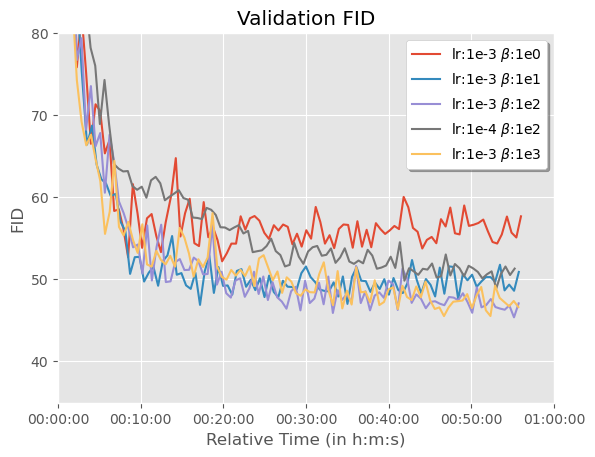 Validation FID
80
70
60
50
40
FID
lr:1e-3 β:1e0
lr:1e-3 β:1e1
lr:1e-3 β:1e2
lr:1e-4 β:1e2
lr:1e-3 β:1e3
00:00:00 00:10:00 00:20:00 00:30:00 00:40:00 00:50:00 01:00:00
Relative Time (in h:m:s)